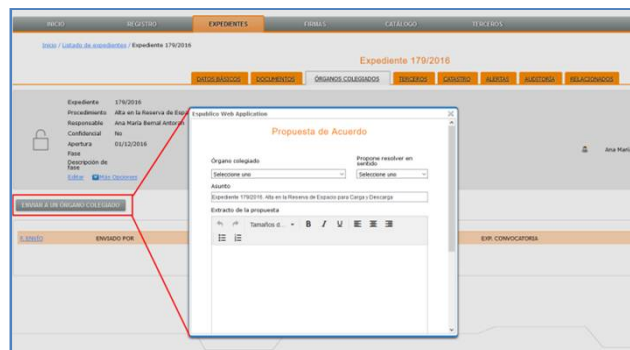 INICIO REGISTRO EXPEDIENTES FIRMAS CATÁLOGO TERCEROS
Inicio / Listado de expedientes / Expediente 179/2016
Expediente 179/2016
DATOS BÁSICOS DOCUMENTOS ÓRGANOS COLEGIADOS TERCEROS CATASTRO ALERTAS AUDITORÍA RELACIONADOS
Expediente 179/2016
Procedimiento Alta en la Reserva de Espa
Responsable Ana María Bernal Antorán
Confidencial No
Apertura 01/12/2016
Fase
Descripción de
fase
Editar Más Opciones
Ana Marí
ENVIAR A UN ÓRGANO COLEGIADO
F. ENVÍO ENVIADO POR EXP. CONVOCATORIA
Espublico Web Application
Propuesta de Acuerdo
Órgano colegiado
Propone resolver en
sentido
Seleccione uno Seleccione uno
Asunto
Expediente 179/2016. Alta en la Reserva de Espacio para Carga y Descarga
Extracto de la propuesta
Tamaños d... B I U